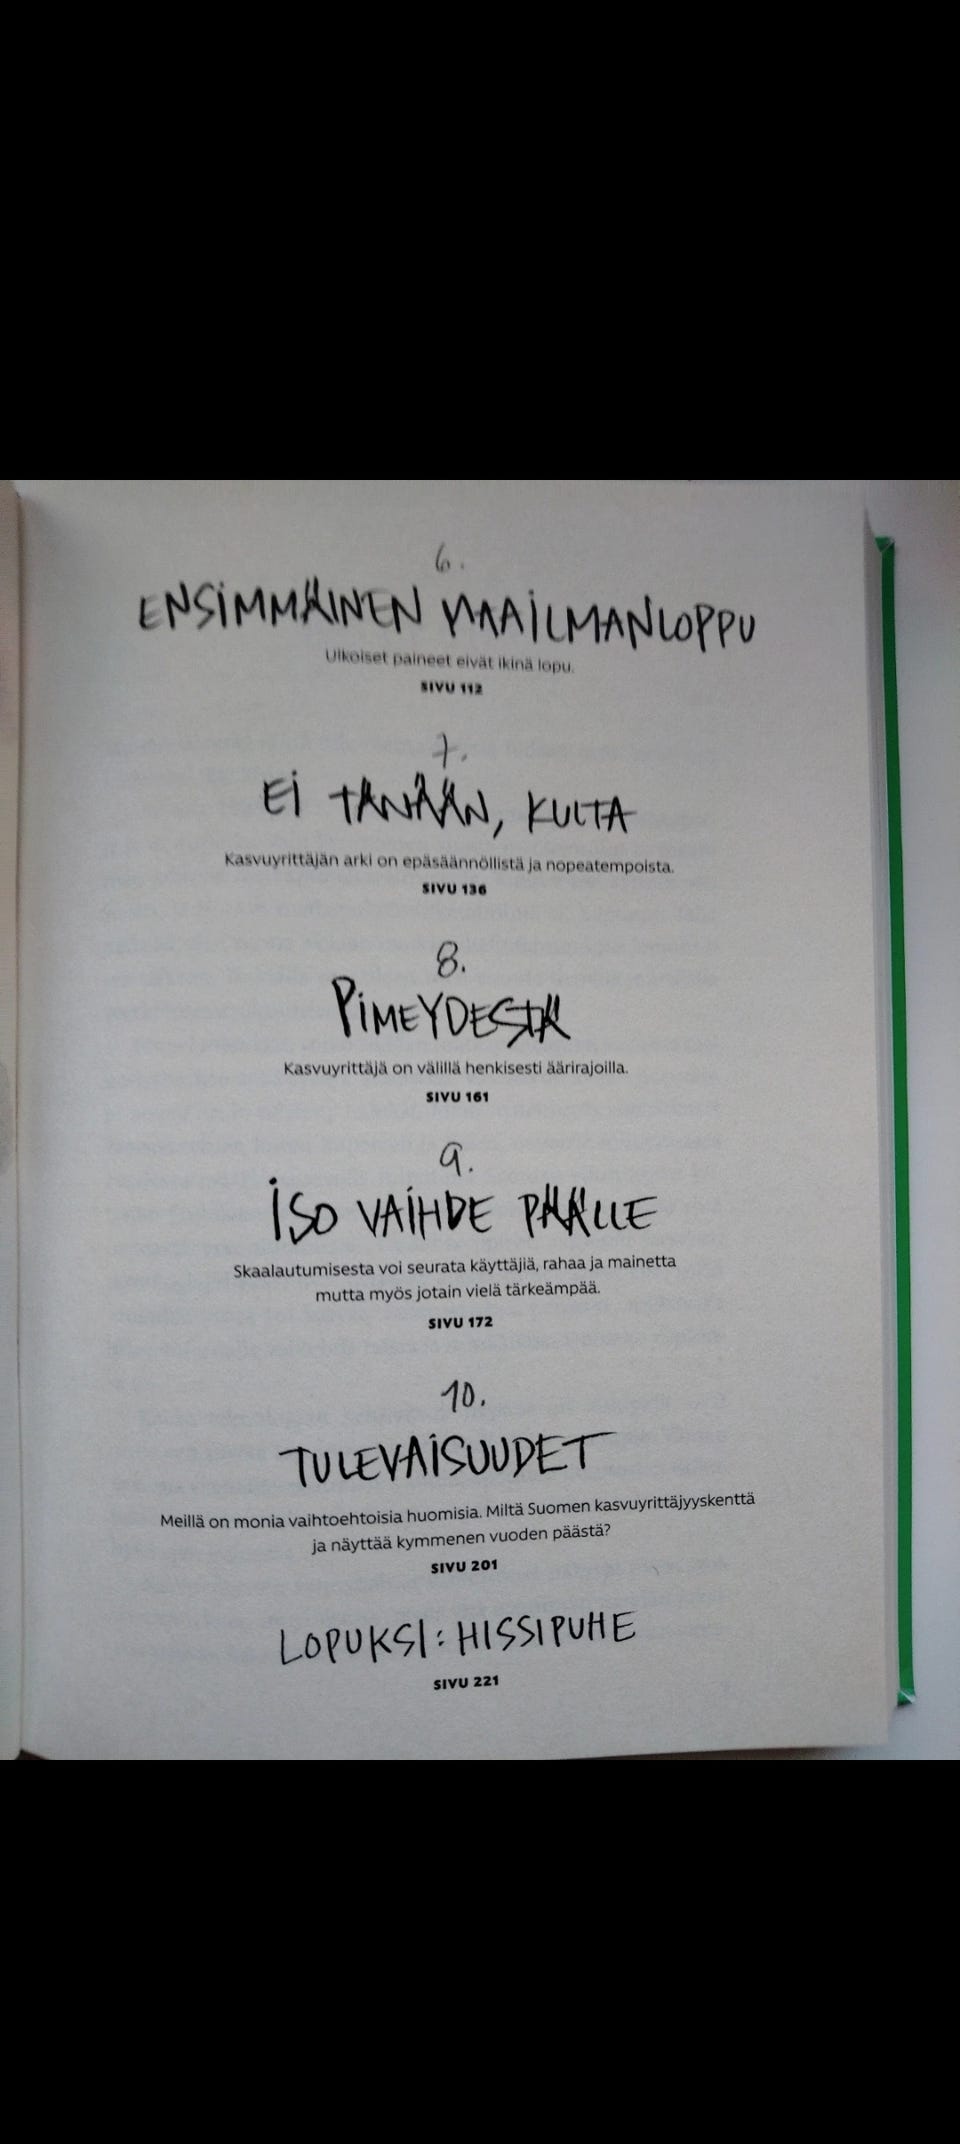 6.
ENSIMMÄINEN MAAILMANLOPPU
Ulkoiset paineet eivät ikinä lopu.
SIVU 112
7.
EI TÄNÄÄN, KULTA
Kasvuyrittäjän arki on epäsäännöllistä ja nopeatempoista.
SIVU 136
8.
PIMEYDESTÄ
Kasvuyrittäjä on välillä henkisesti äärirajoilla.
SIVU 161
9.
ISO VAIHDE PÄÄLLE
Skaalautumisesta voi seurata käyttäjiä, rahaa ja mainetta
mutta myös jotain vielä tärkeämpää.
SIVU 172
10.
TULEVAISUUDET
Meillä on monia vaihtoehtoisia huomisia. Miltä Suomen kasvuyrittäjyyskenttä
ja näyttää kymmenen vuoden päästä?
SIVU 201
LOPUKSI: HISSIPUHE
SIVU 221